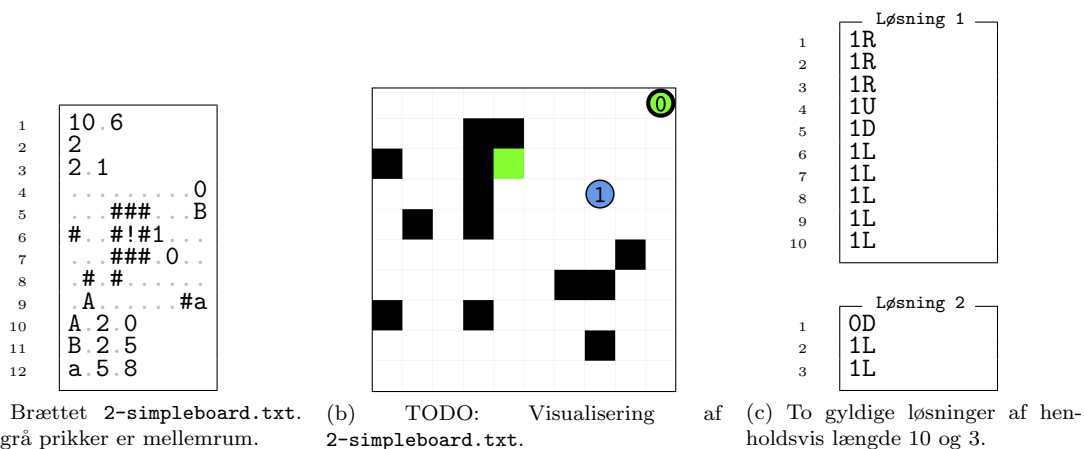 1 10.6
2 2
3 2.1
4 .........0
5 ...###...B
6 #..#!#1...
7 ...###.0..
8 .#.#......
9 .A......#a
10 A.2.0
11 B.2.5
12 a.5.8
Brættet 2-simpleboard.txt.
grå prikker er mellemrum.
0
1
(b) TODO: Visualisering af
2-simpleboard.txt.
Løsning 1
1 1R
2 1R
3 1R
4 1U
5 1D
6 1L
7 1L
8 1L
9 1L
10 1L
Løsning 2
1 0D
2 1L
3 1L
(c) To gyldige løsninger af hen-
holdsvis længde 10 og 3.